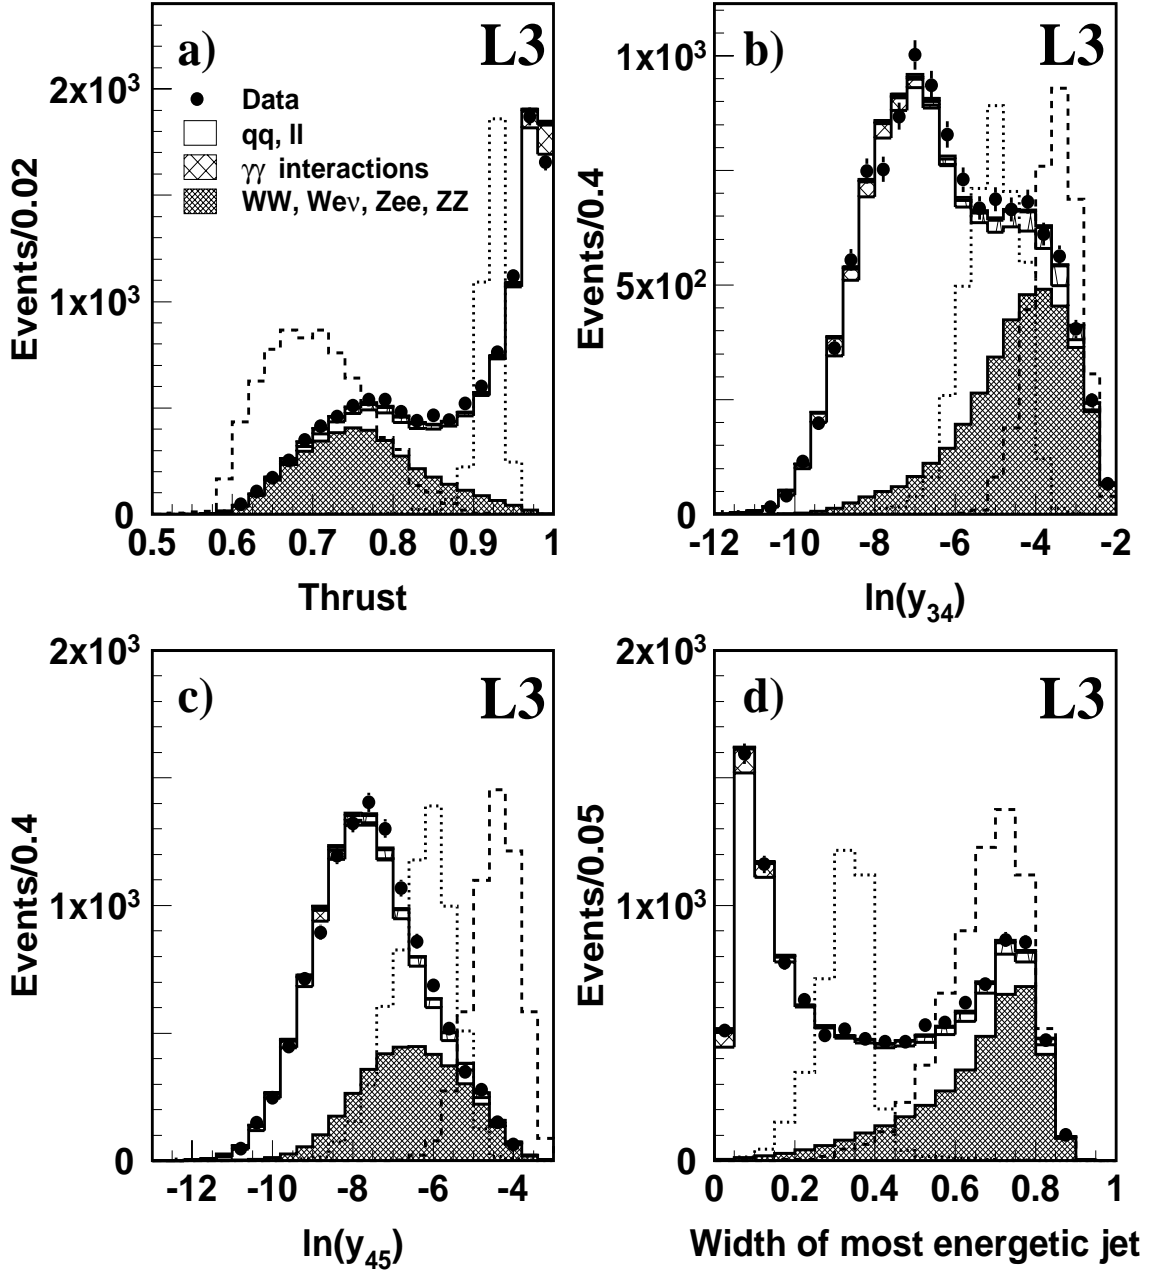 a) L3
Data
qq, ll
γγ interactions
WW, Weν, Zee, ZZ
2x10³
1x10³
0
0.5 0.6 0.7 0.8 0.9 1
Thrust
Events/0.02
b) L3
1x10³
5x10²
0
-12 -10 -8 -6 -4 -2
ln(y₃₄)
Events/0.4
c) L3
2x10³
1x10³
0
-12 -10 -8 -6 -4
ln(y₄₅)
Events/0.4
d) L3
2x10³
1x10³
0
0 0.2 0.4 0.6 0.8 1
Width of most energetic jet
Events/0.05